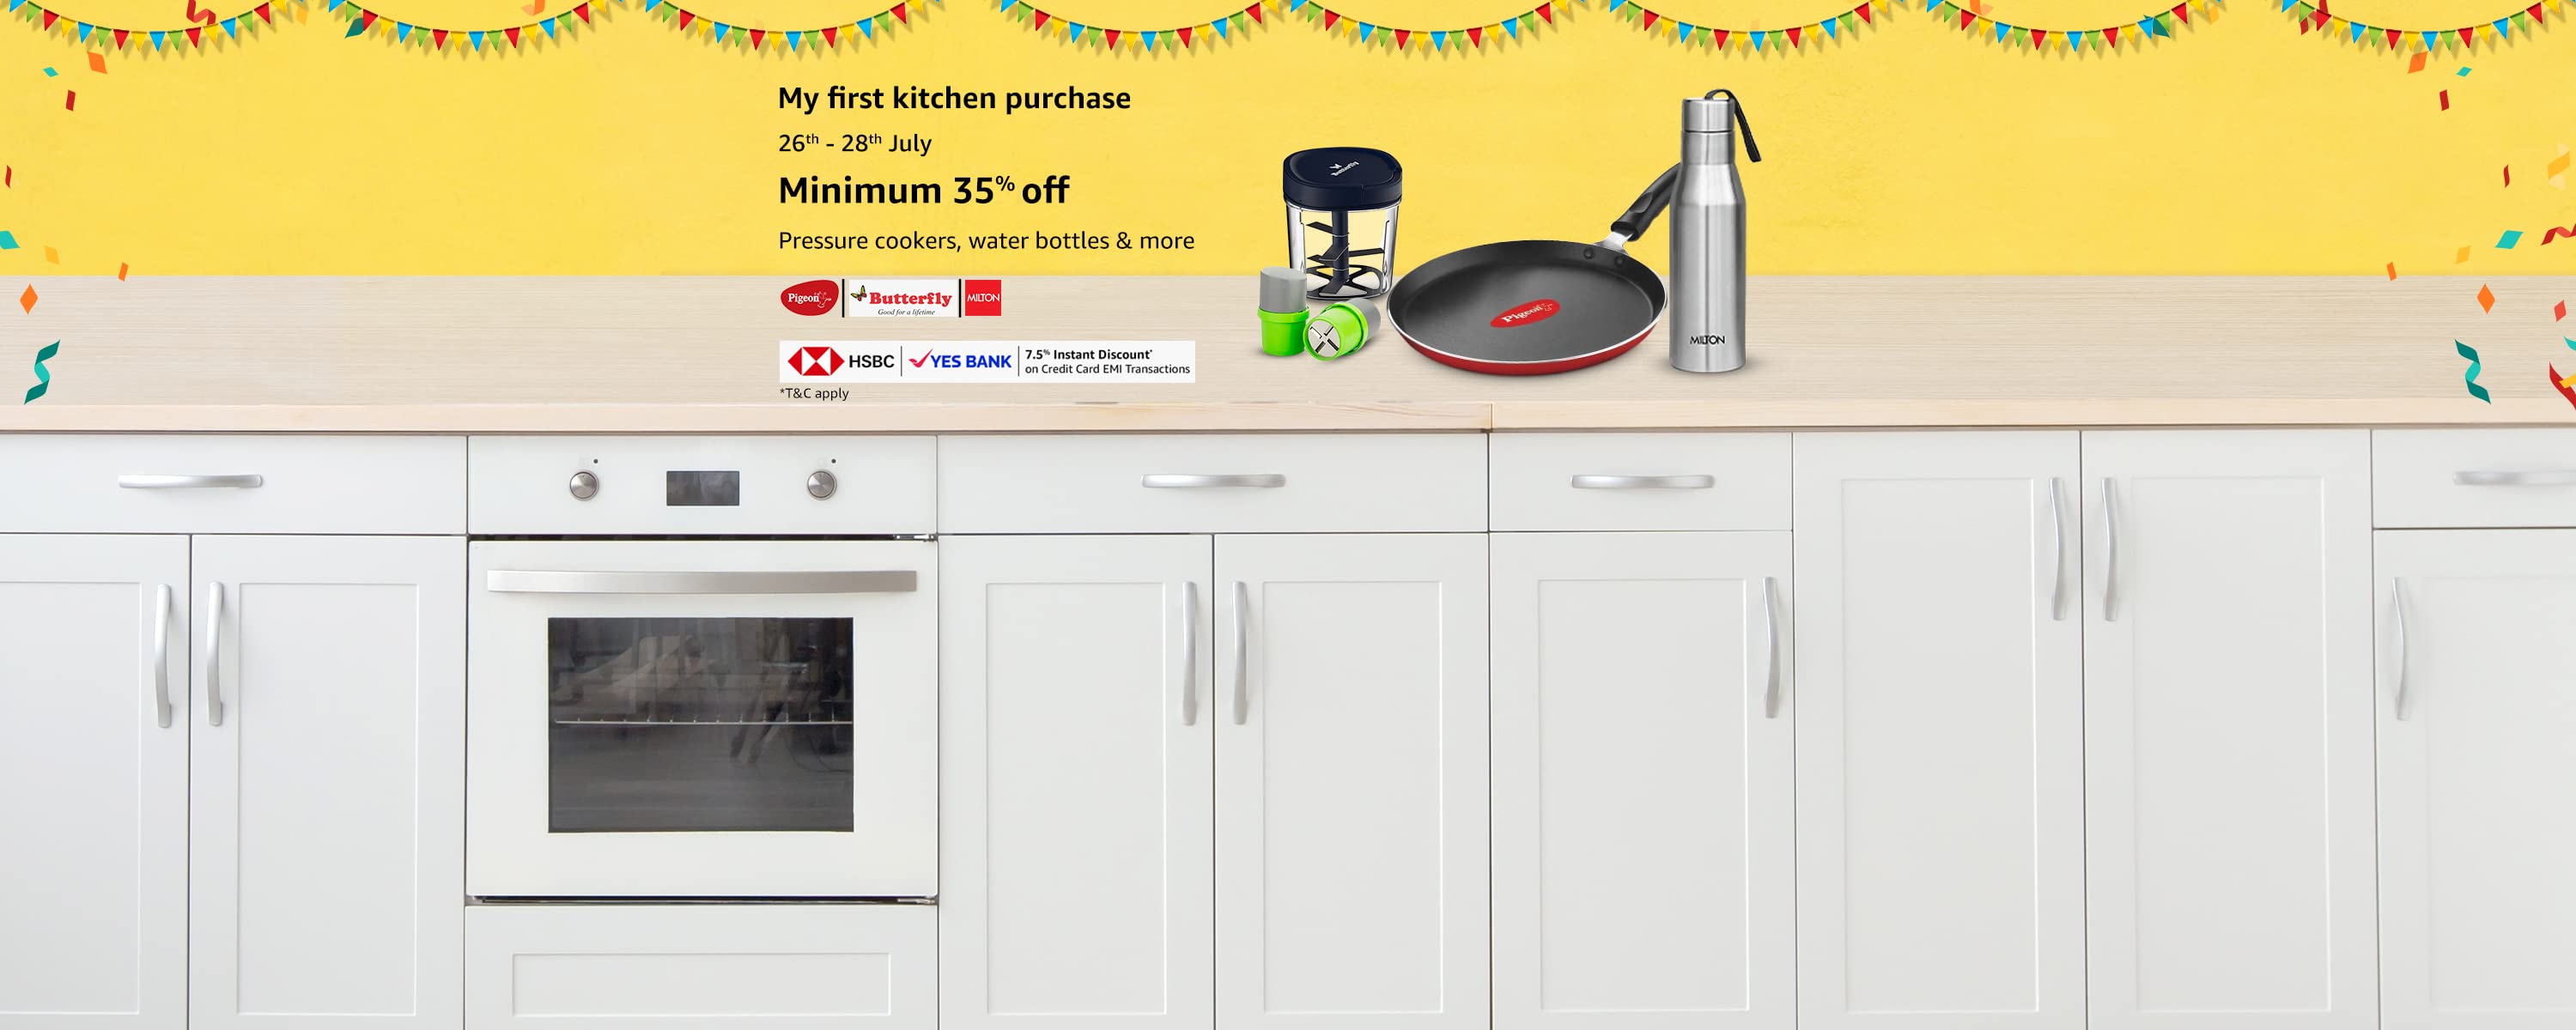 My first kitchen purchase
26th - 28th July
Minimum 35% off
Pressure cookers, water bottles & more
Pigeon
Butterfly
Good for a lifetime
MILTON
HSBC
YES BANK
7.5% Instant Discount*
on Credit Card EMI Transactions
*T&C apply
Butterfly
Pigeon
MILTON